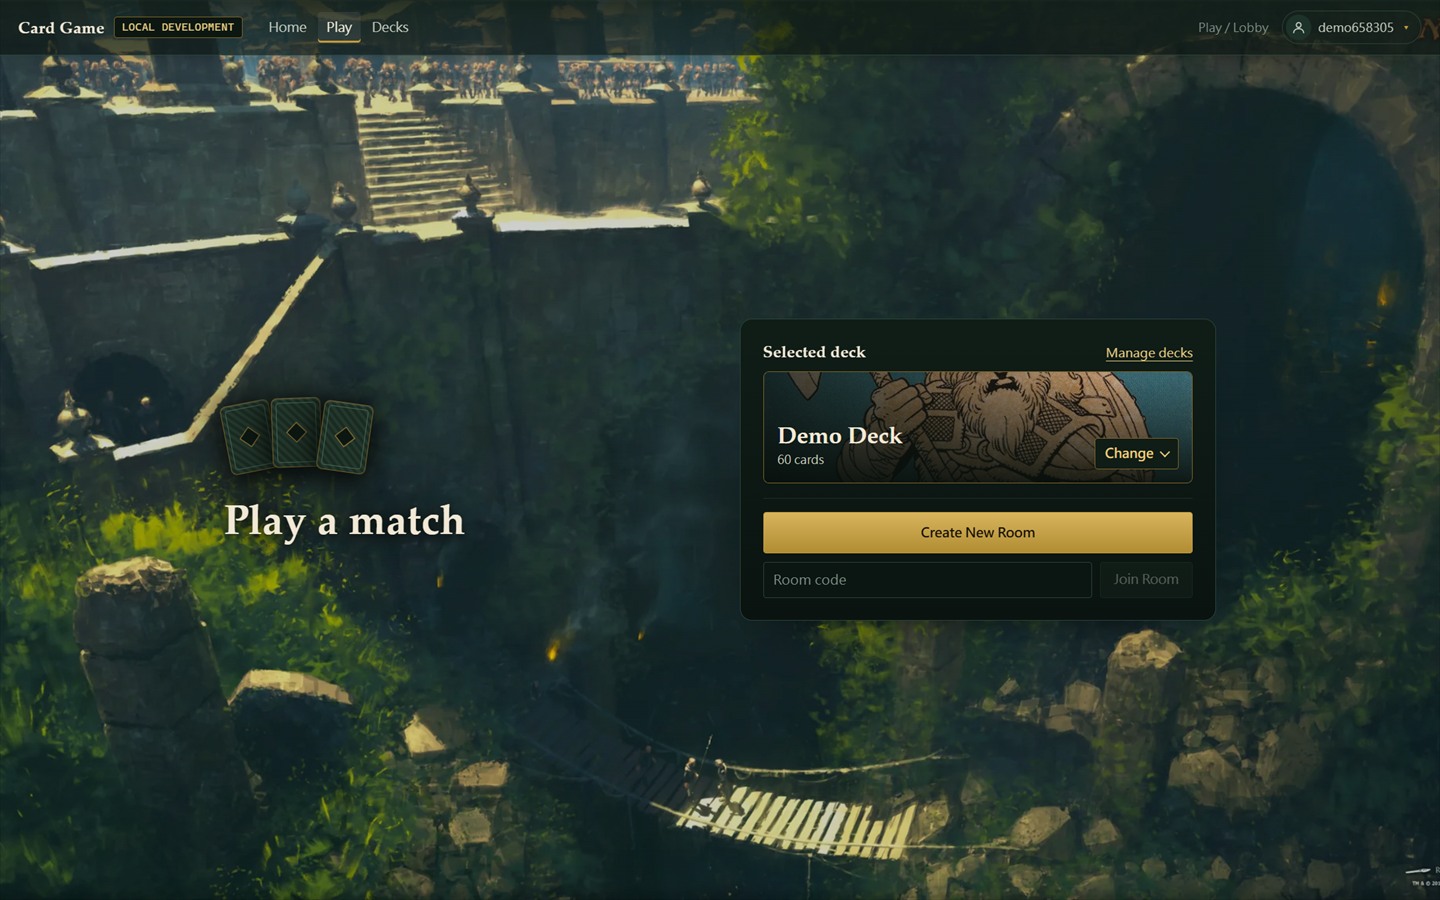 Card Game
LOCAL DEVELOPMENT
Home
Play
Decks
Play / Lobby
demo658305
Selected deck
Manage decks
Demo Deck
60 cards
Change
Play a match
Create New Room
Room code
Join Room